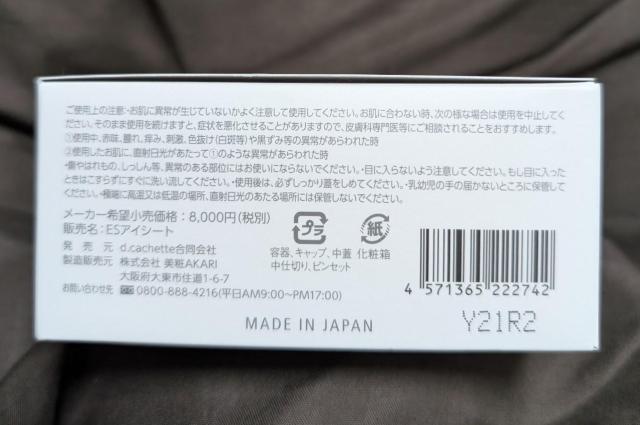 ご使用上の注意・お肌に異常が生じていないかよく注意して使用してください。お肌に合わない時、次の様な場合は使用を中止してく
ださい。そのまま使用を続けますと、症状を悪化させることがありますので、皮膚科専門医等にご相談されることをおすすめします。
①使用中、赤味、腫れ、痒み、刺激、色抜け(白斑等)や黒ずみ等の異常があらわれた時
②使用したお肌に、直射日光があたって①のような異常があらわれた時
・傷やはれもの、しっしん等、異常のある部位にはお使いにならないでください。・目に入らないよう注意してください。もし目に入った
ときはこすらずにすぐに洗い流してください。・使用後は、必ずしっかり蓋をしめてください。・乳幼児の手の届かないところに保管して
ください。・極端に高温又は低温の場所、直射日光のあたる場所には保管しないでください。
メーカー希望小売価格：8,000円(税別)
販売名：ESアイシート
発売元 d.cachette合同会社
製造販売元 株式会社 美粧AKARI
大阪府大東市住道1-6-7
お問い合わせ先 0800-888-4216(平日AM9:00~PM17:00)
プラ 紙
容器、キャップ、中蓋 化粧箱
中仕切り、ピンセット
4 571365 222742
MADE IN JAPAN
Y21R2